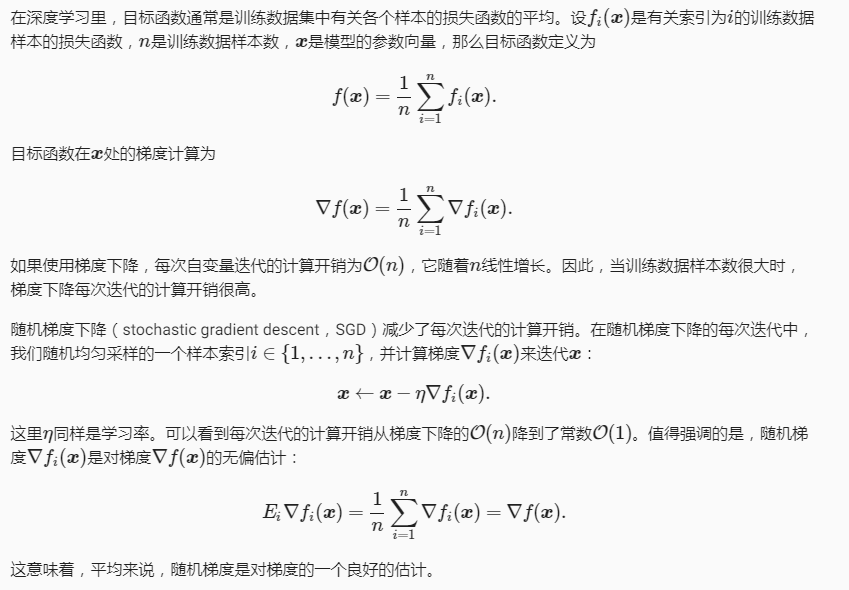 在深度学习里，目标函数通常是训练数据集中有关各个样本的损失函数的平均。设$f_i(\boldsymbol{x})$是有关索引为$i$的训练数据
样本的损失函数，$n$是训练数据样本数，$\boldsymbol{x}$是模型的参数向量，那么目标函数定义为
$$f(\boldsymbol{x}) = \frac{1}{n} \sum_{i=1}^{n} f_i(\boldsymbol{x}).$$
目标函数在$\boldsymbol{x}$处的梯度计算为
$$\nabla f(\boldsymbol{x}) = \frac{1}{n} \sum_{i=1}^{n} \nabla f_i(\boldsymbol{x}).$$
如果使用梯度下降，每次自变量迭代的计算开销为$\mathcal{O}(n)$，它随着$n$线性增长。因此，当训练数据样本数很大时，
梯度下降每次迭代的计算开销很高。
随机梯度下降（stochastic gradient descent，SGD）减少了每次迭代的计算开销。在随机梯度下降的每次迭代中，
我们随机均匀采样的一个样本索引$i \in \{1, \ldots, n\}$，并计算梯度$\nabla f_i(\boldsymbol{x})$来迭代$\boldsymbol{x}$：
$$\boldsymbol{x} \leftarrow \boldsymbol{x} - \eta \nabla f_i(\boldsymbol{x}).$$
这里$\eta$同样是学习率。可以看到每次迭代的计算开销从梯度下降的$\mathcal{O}(n)$降到了常数$\mathcal{O}(1)$。值得强调的是，随机梯
度$\nabla f_i(\boldsymbol{x})$是对梯度$\nabla f(\boldsymbol{x})$的无偏估计：
$$E_i \nabla f_i(\boldsymbol{x}) = \frac{1}{n} \sum_{i=1}^{n} \nabla f_i(\boldsymbol{x}) = \nabla f(\boldsymbol{x}).$$
这意味着，平均来说，随机梯度是对梯度的一个良好的估计。